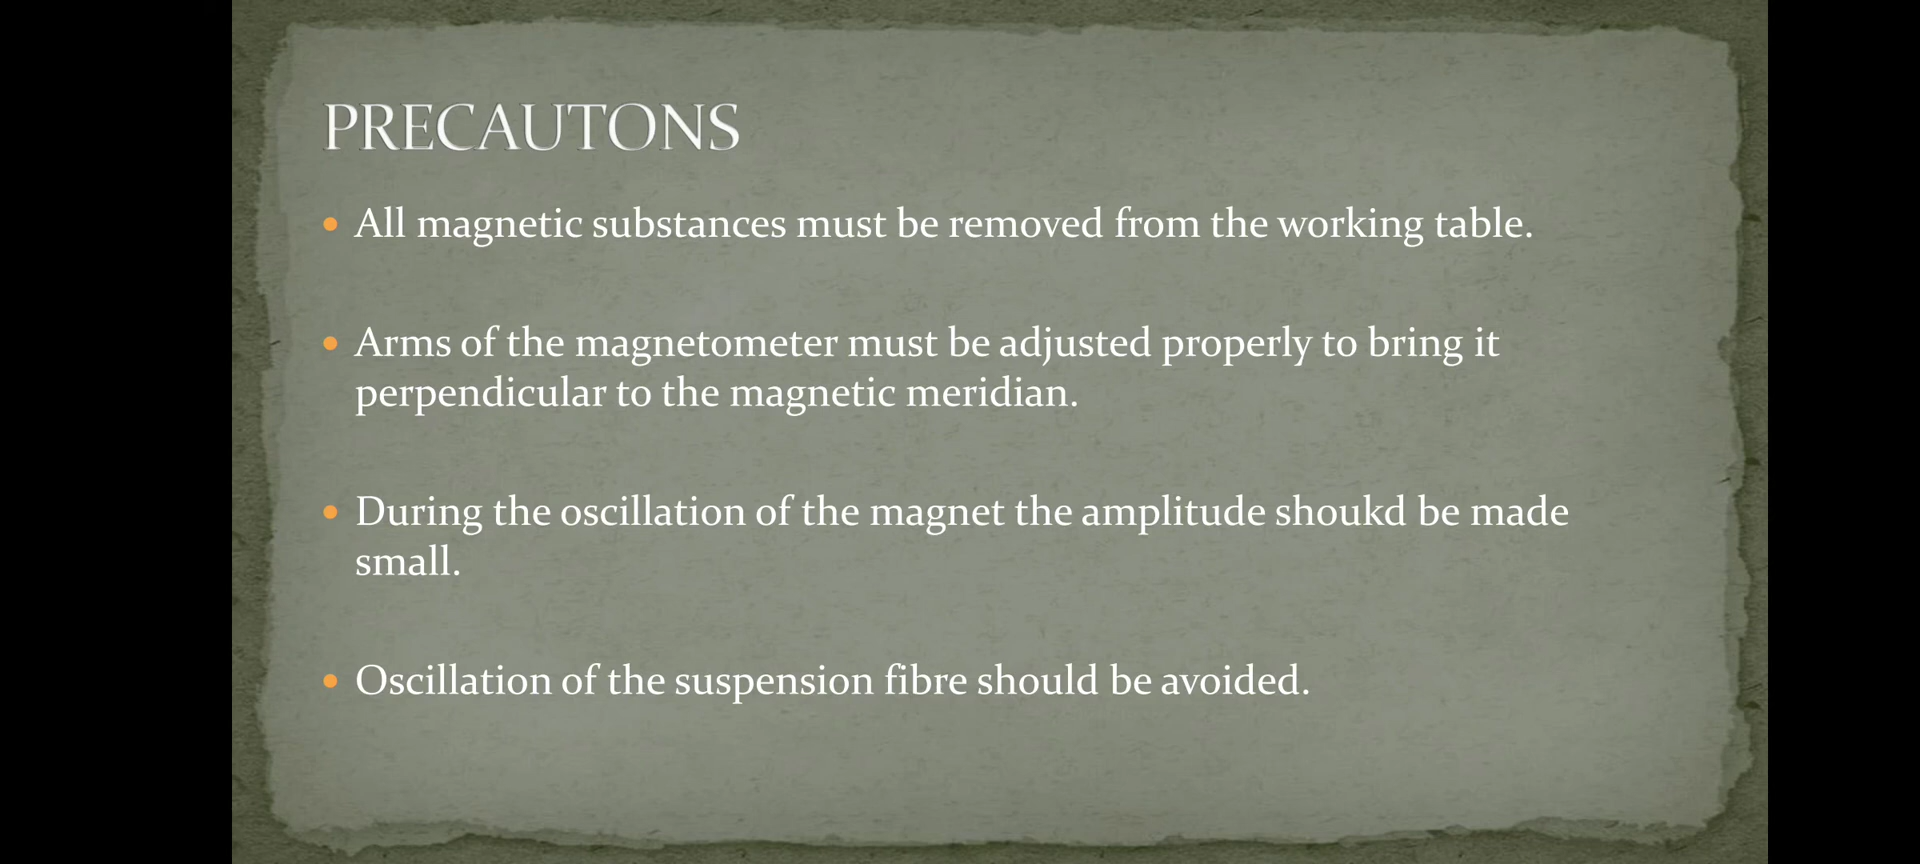 PRECAUTONS
• All magnetic substances must be removed from the working table.
• Arms of the magnetometer must be adjusted properly to bring it
perpendicular to the magnetic meridian.
• During the oscillation of the magnet the amplitude shoukd be made
small.
• Oscillation of the suspension fibre should be avoided.